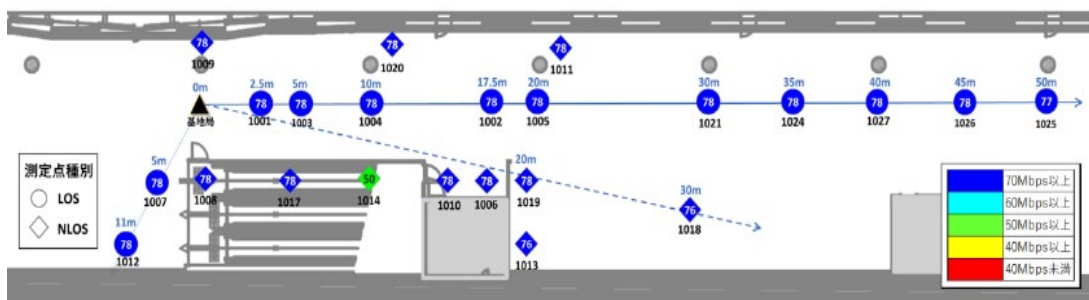 78
1009
78
1020
78
1011
0m
基地局
2.5m
78
1001
5m
78
1003
10m
78
1004
17.5m
78
1002
20m
78
1005
30m
78
1021
35m
78
1024
40m
78
1027
45m
78
1026
50m
77
1025
測定点種別
LOS
NLOS
5m
78
1007
78
1008
78
1017
50
1014
78
1010
78
1006
20m
78
1019
30m
76
1018
11m
78
1012
76
1013
70Mbps以上
60Mbps以上
50Mbps以上
40Mbps以上
40Mbps未満